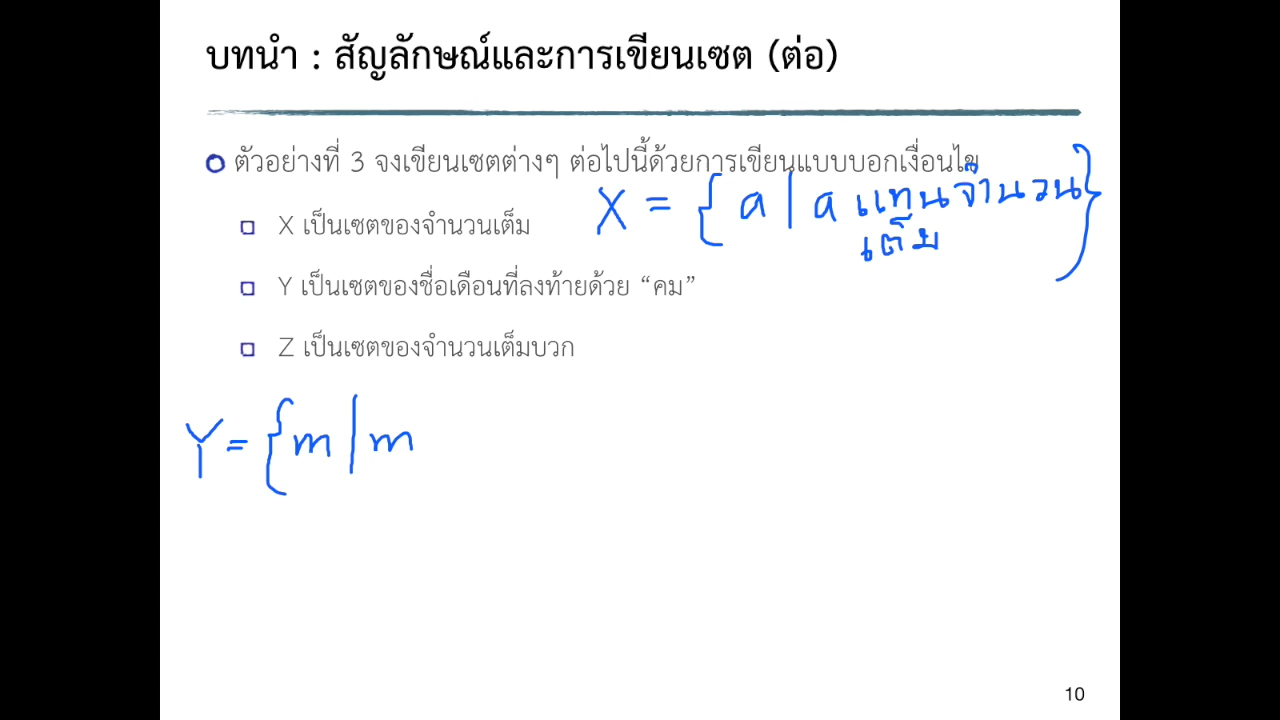 บทนำ : สัญลักษณ์และการเขียนเซต (ต่อ)
ตัวอย่างที่ 3 จงเขียนเซตต่างๆ ต่อไปนี้ด้วยการเขียนแบบบอกเงื่อนไข
X = { a | a แทนจำนวน
เต็ม }
X เป็นเซตของจำนวนเต็ม
Y เป็นเซตของชื่อเดือนที่ลงท้ายด้วย “คม”
Z เป็นเซตของจำนวนเต็มบวก
Y = { m | m
10